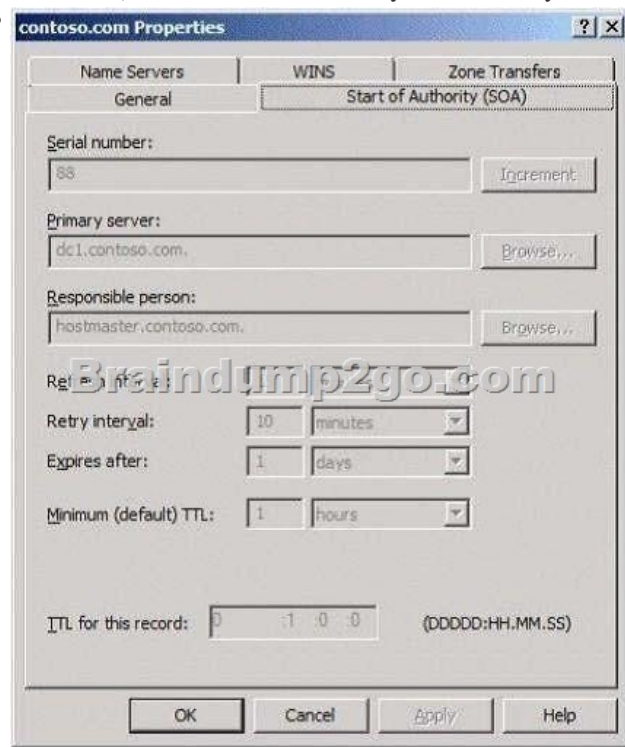 contoso.com Properties
Name Servers WINS Zone Transfers
General Start of Authority (SOA)
Serial number:
88 Increment
Primary server:
dc1.contoso.com. Browse...
Responsible person:
hostmaster.contoso.com. Browse...
Braindump2go.com
Retry interval:
10 minutes
Expires after:
1 days
Minimum (default) TTL:
1 hours
TTL for this record: 0 :1 :0 :0 (DDDDD:HH.MM.SS)
OK Cancel Apply Help